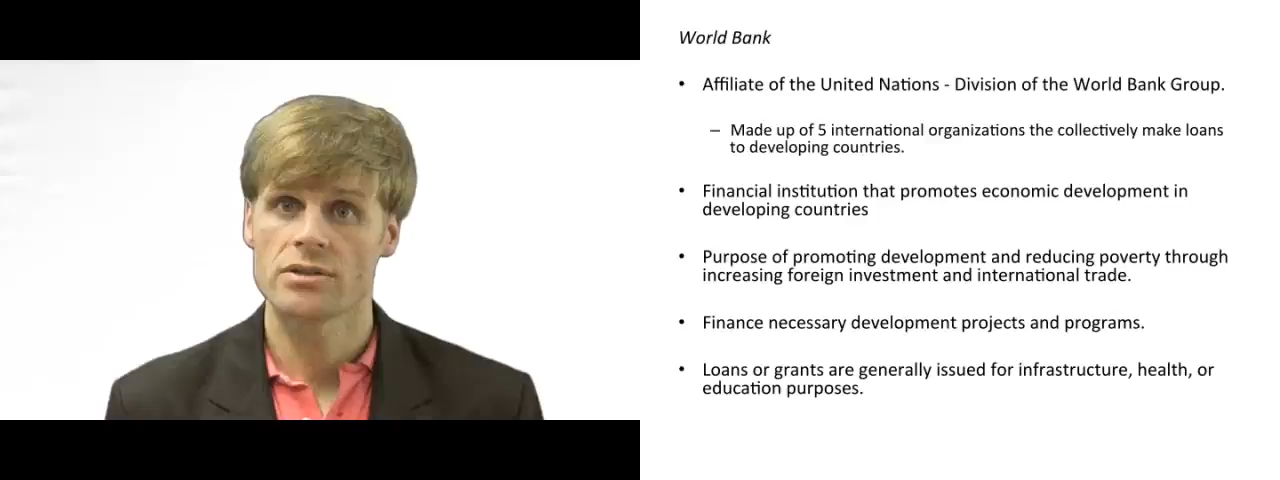 World Bank
• Affiliate of the United Nations - Division of the World Bank Group.
– Made up of 5 international organizations the collectively make loans
to developing countries.
• Financial institution that promotes economic development in
developing countries
• Purpose of promoting development and reducing poverty through
increasing foreign investment and international trade.
• Finance necessary development projects and programs.
• Loans or grants are generally issued for infrastructure, health, or
education purposes.